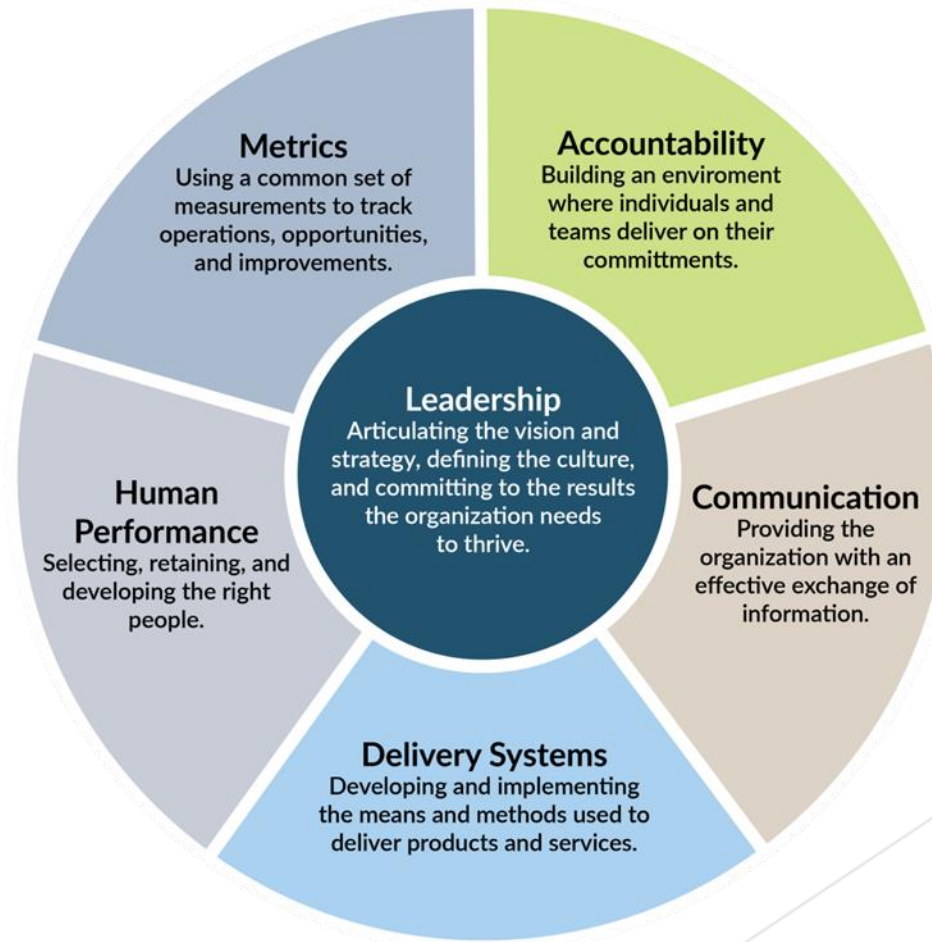 Metrics
Using a common set of
measurements to track
operations, opportunities,
and improvements.
Accountability
Building an enviroment
where individuals and
teams deliver on their
committments.
Leadership
Articulating the vision and
strategy, defining the culture,
and committing to the results
the organization needs
to thrive.
Human
Performance
Selecting, retaining, and
developing the right
people.
Communication
Providing the
organization with an
effective exchange of
information.
Delivery Systems
Developing and implementing
the means and methods used to
deliver products and services.